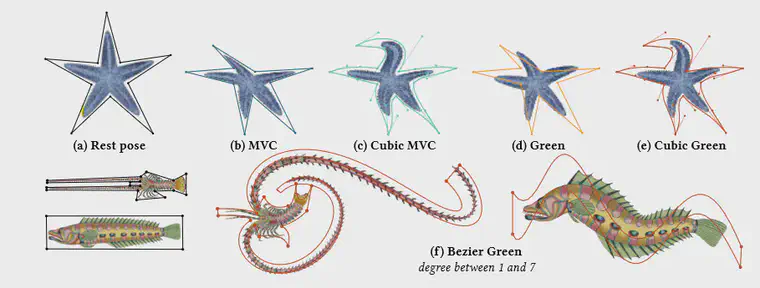 (a) Rest pose
(b) MVC
(c) Cubic MVC
(d) Green
(e) Cubic Green
(f) Bezier Green
degree between 1 and 7